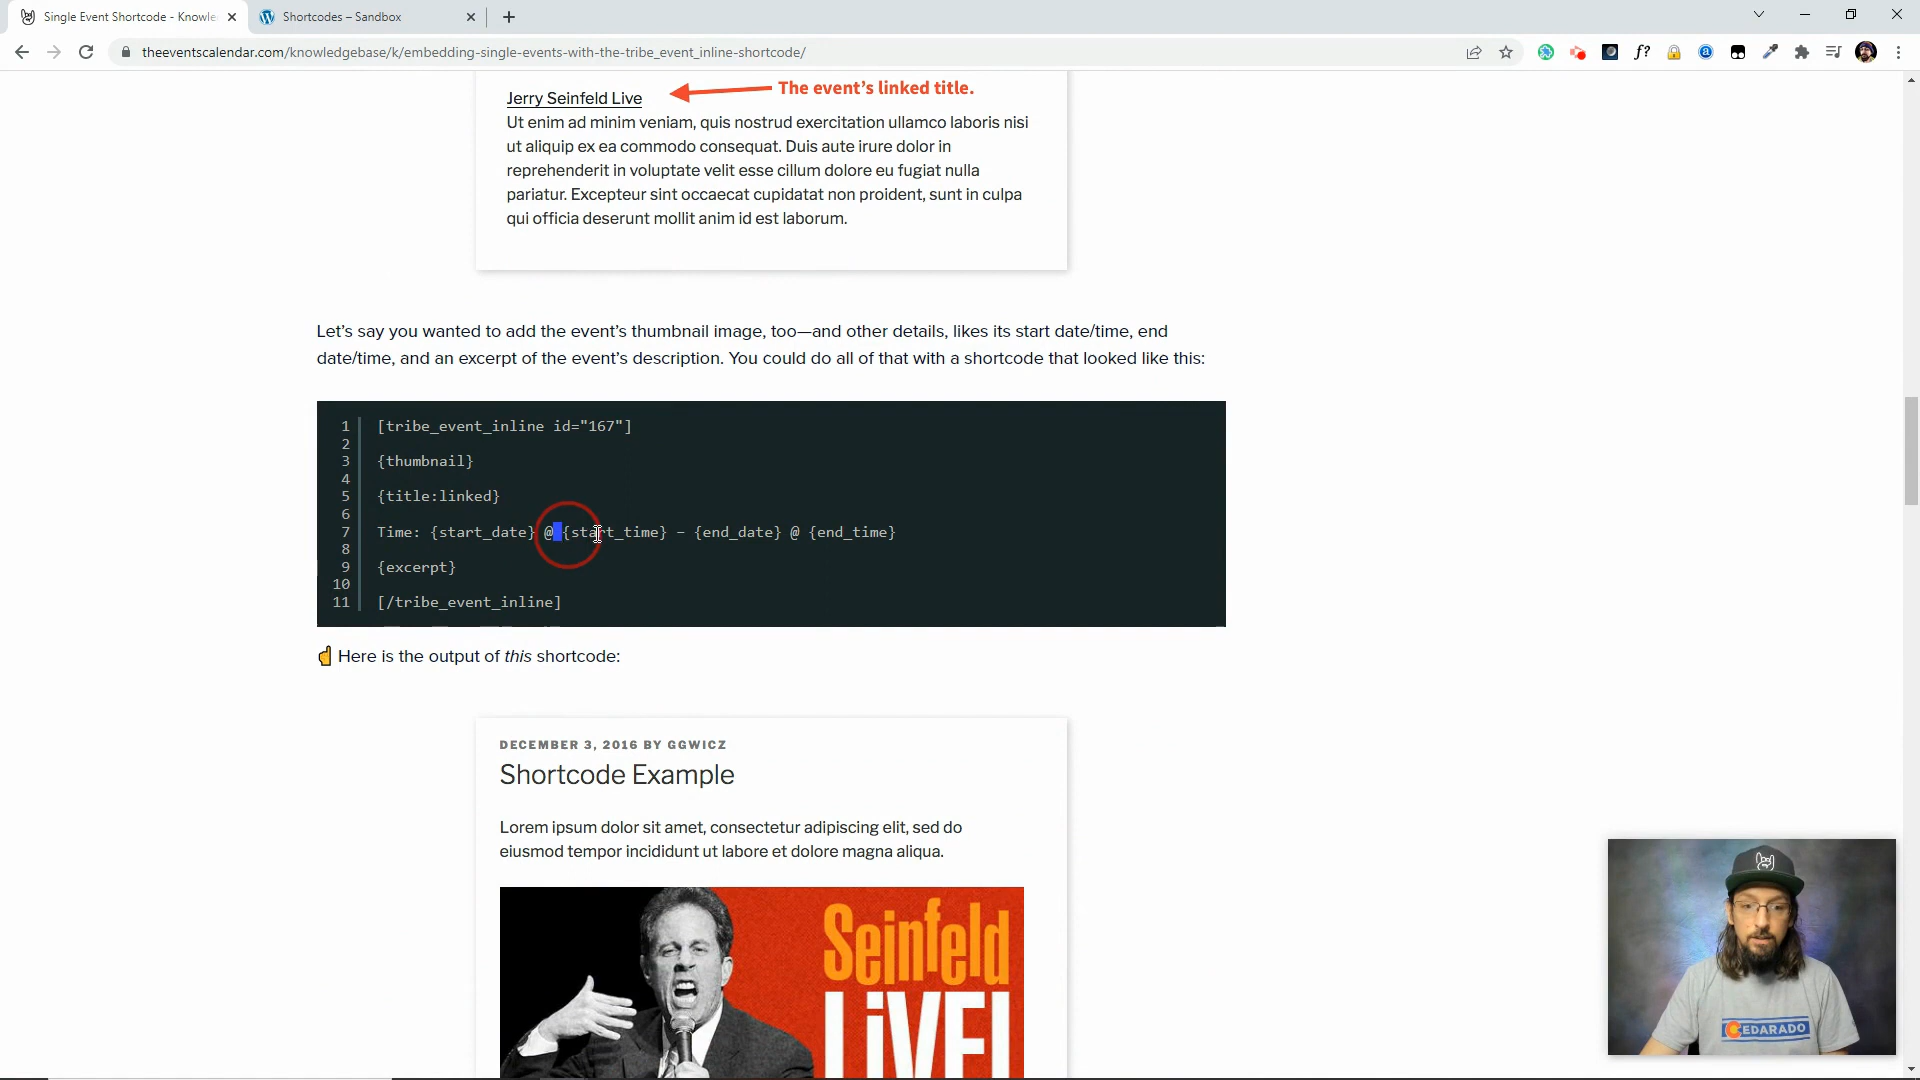 Single Event Shortcode - Knowle
Shortcodes – Sandbox
theeventscalendar.com/knowledgebase/k/embedding-single-events-with-the-tribe_event_inline-shortcode/
Jerry Seinfeld Live
The event's linked title.
Ut enim ad minim veniam, quis nostrud exercitation ullamco laboris nisi
ut aliquip ex ea commodo consequat. Duis aute irure dolor in
reprehenderit in voluptate velit esse cillum dolore eu fugiat nulla
pariatur. Excepteur sint occaecat cupidatat non proident, sunt in culpa
qui officia deserunt mollit anim id est laborum.
Let's say you wanted to add the event's thumbnail image, too—and other details, likes its start date/time, end
date/time, and an excerpt of the event's description. You could do all of that with a shortcode that looked like this:
1 [tribe_event_inline id="167"]
2
3 {thumbnail}
4
5 {title:linked}
6
7 Time: {start_date} @ {start_time} – {end_date} @ {end_time}
8
9 {excerpt}
10
11 [/tribe_event_inline]
☝ Here is the output of this shortcode:
DECEMBER 3, 2016 BY GGWICZ
Shortcode Example
Lorem ipsum dolor sit amet, consectetur adipiscing elit, sed do
eiusmod tempor incididunt ut labore et dolore magna aliqua.
Seinfeld
LiVE!
CEDARADO